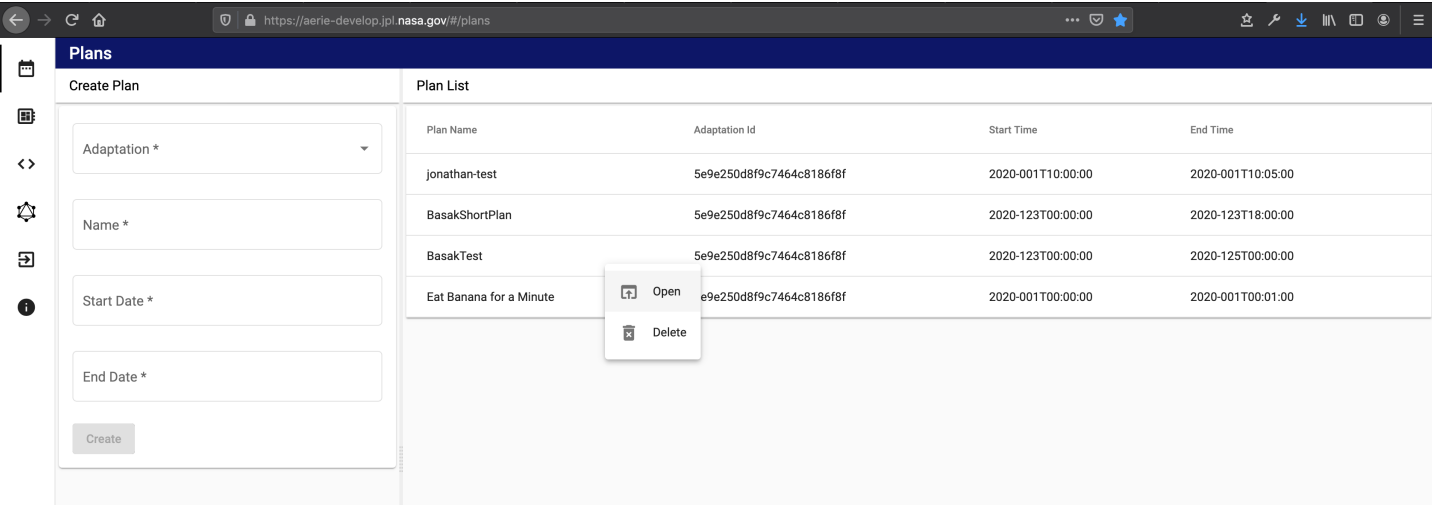 https://aerie-develop.jpl.nasa.gov/#/plans
Plans
Create Plan
Adaptation *
Name *
Start Date *
End Date *
Create
Plan List
Plan Name Adaptation Id Start Time End Time
jonathan-test 5e9e250d8f9c7464c8186f8f 2020-001T10:00:00 2020-001T10:05:00
BasakShortPlan 5e9e250d8f9c7464c8186f8f 2020-123T00:00:00 2020-123T18:00:00
BasakTest 5e9e250d8f9c7464c8186f8f 2020-123T00:00:00 2020-125T00:00:00
Eat Banana for a Minute e9e250d8f9c7464c8186f8f 2020-001T00:00:00 2020-001T00:01:00
Open
Delete